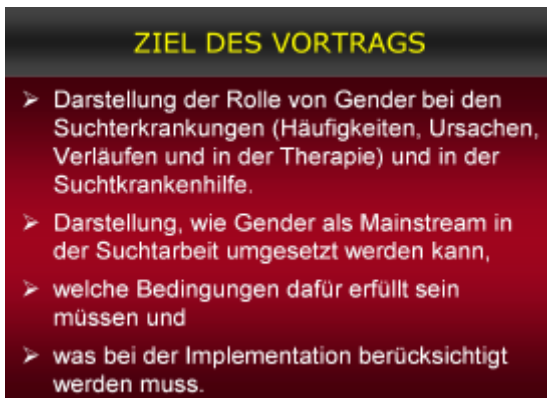 ZIEL DES VORTRAGS
➢ Darstellung der Rolle von Gender bei den
Suchterkrankungen (Häufigkeiten, Ursachen,
Verläufen und in der Therapie) und in der
Suchtkrankenhilfe.
➢ Darstellung, wie Gender als Mainstream in
der Suchtarbeit umgesetzt werden kann,
➢ welche Bedingungen dafür erfüllt sein
müssen und
➢ was bei der Implementation berücksichtigt
werden muss.